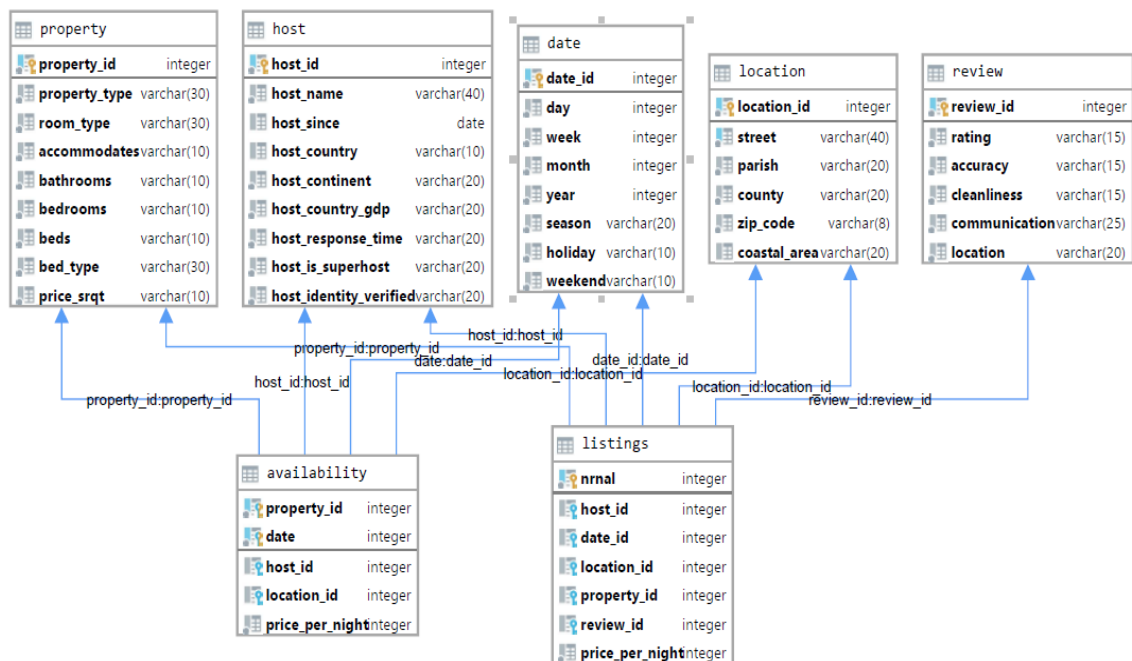 property
property_id integer
property_type varchar(30)
room_type varchar(30)
accommodates varchar(10)
bathrooms varchar(10)
bedrooms varchar(10)
beds varchar(10)
bed_type varchar(30)
price_srqt varchar(10)
host
host_id integer
host_name varchar(40)
host_since date
host_country varchar(10)
host_continent varchar(20)
host_country_gdp varchar(20)
host_response_time varchar(20)
host_is_superhost varchar(20)
host_identity_verified varchar(20)
date
date_id integer
day integer
week integer
month integer
year integer
season varchar(20)
holiday varchar(10)
weekend varchar(10)
location
location_id integer
street varchar(40)
parish varchar(20)
county varchar(20)
zip_code varchar(8)
coastal_area varchar(20)
review
review_id integer
rating varchar(15)
accuracy varchar(15)
cleanliness varchar(15)
communication varchar(25)
location varchar(20)
host_id:host_id
property_id:property_id
date:date_id
date_id:date_id
host_id:host_id
location_id:location_id
location_id:location_id
property_id:property_id
review_id:review_id
availability
property_id integer
date integer
host_id integer
location_id integer
price_per_night integer
listings
nrnal integer
host_id integer
date_id integer
location_id integer
property_id integer
review_id integer
price_per_night integer